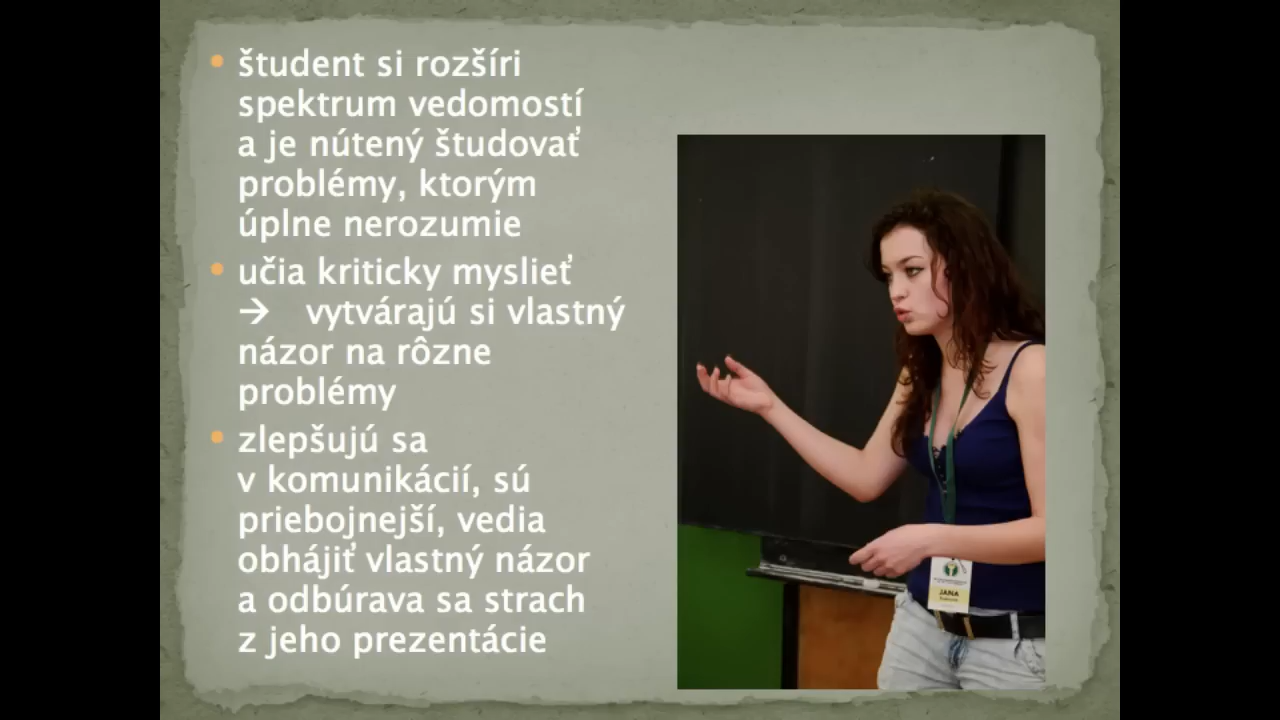 • študent si rozšíri
spektrum vedomostí
a je nútený študovať
problémy, ktorým
úplne nerozumie
• učia kriticky myslieť
→ vytvárajú si vlastný
názor na rôzne
problémy
• zlepšujú sa
v komunikácií, sú
priebojnejší, vedia
obhájiť vlastný názor
a odbúrava sa strach
z jeho prezentácie
JANA